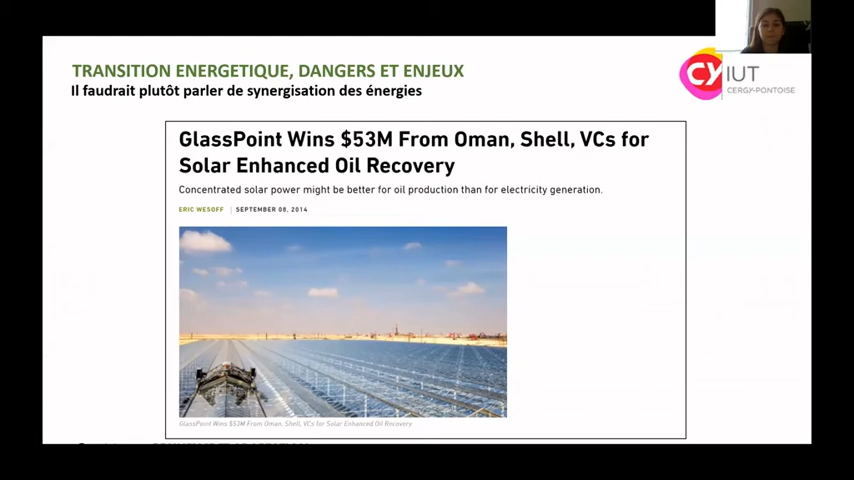 TRANSITION ENERGETIQUE, DANGERS ET ENJEUX
Il faudrait plutôt parler de synergisation des énergies
CY IUT
CERGY-PONTOISE
GlassPoint Wins $53M From Oman, Shell, VCs for
Solar Enhanced Oil Recovery
Concentrated solar power might be better for oil production than for electricity generation.
ERIC WESOFF | SEPTEMBER 08, 2014
GlassPoint Wins $53M From Oman, Shell, VCs for Solar Enhanced Oil Recovery